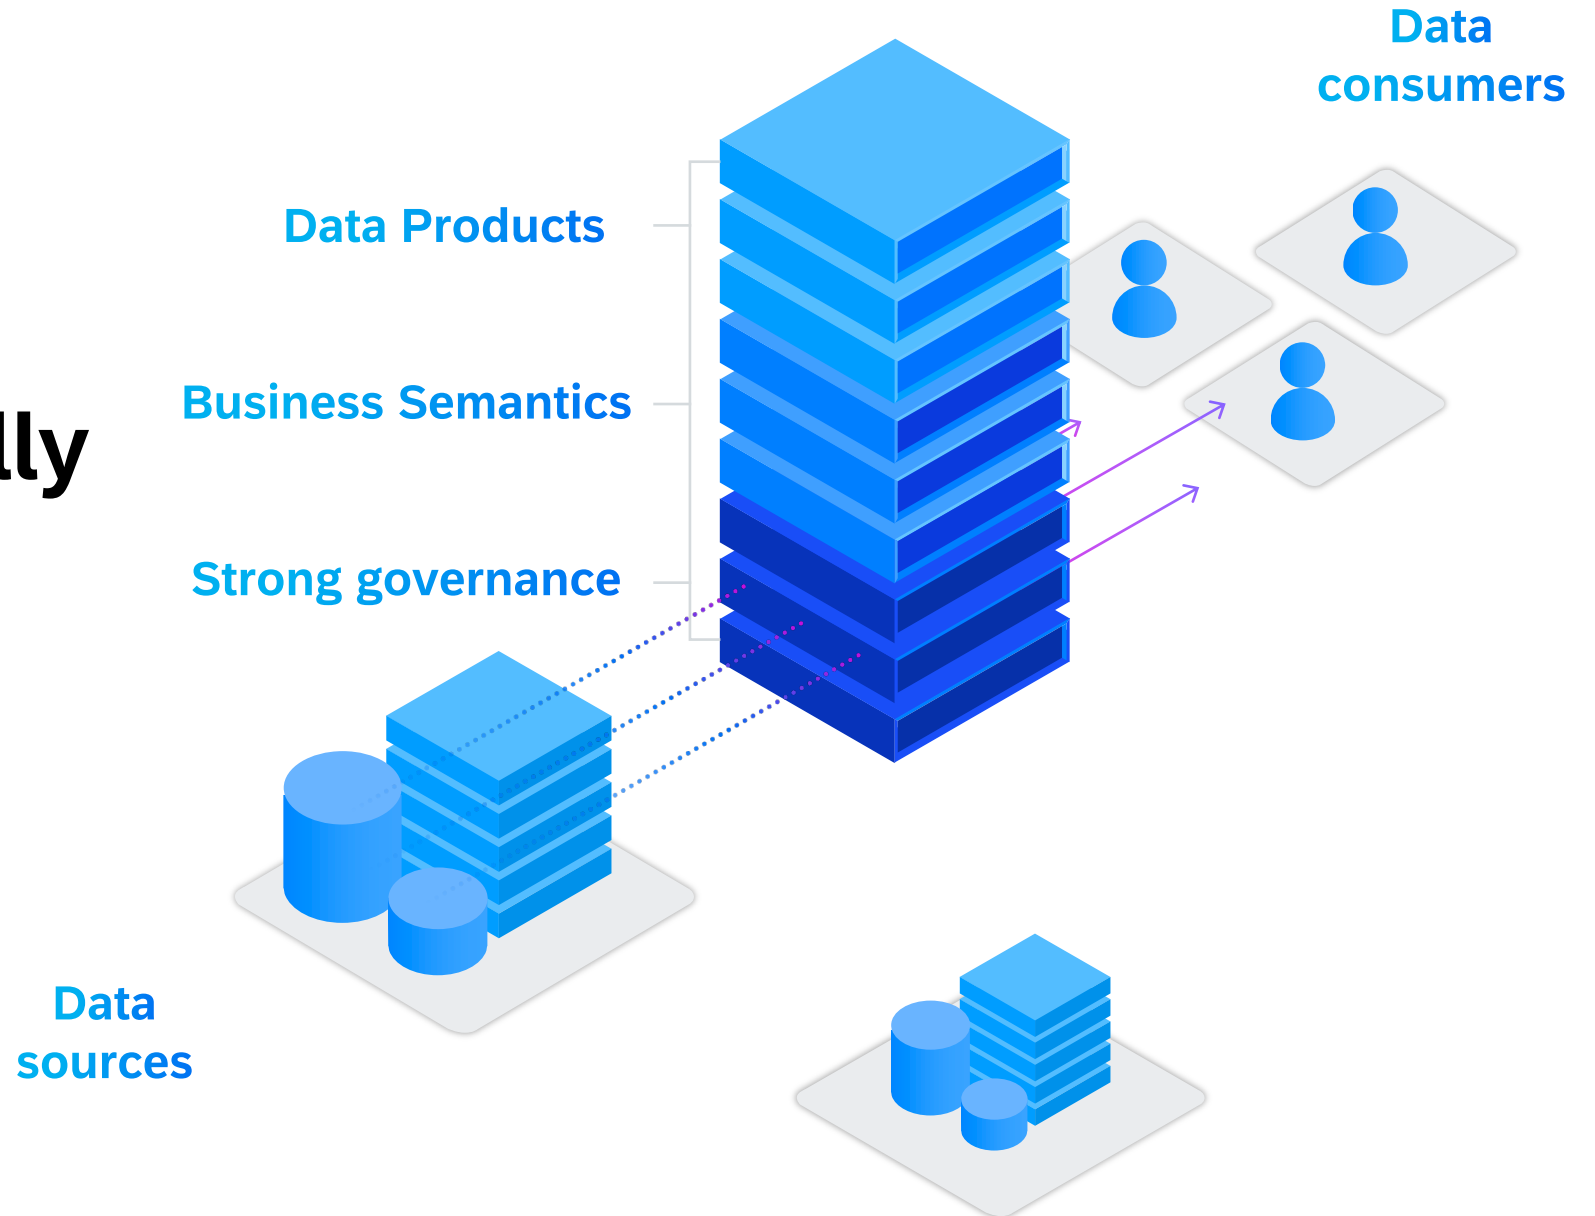 Data
consumers
Data Products
Business Semantics
lly
Strong governance
Data
sources